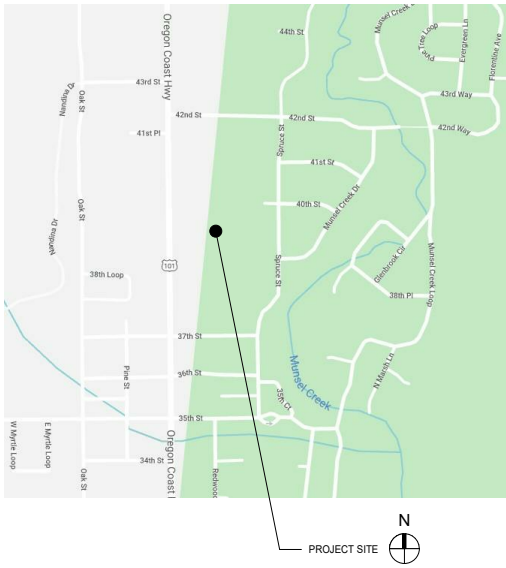 Munsel Creek
44th St
Oregon Coast Hwy
Pine Tree Loop
Evergreen Ln
Florentine Ave
43rd St
Nandina Dr
Oak St
43rd Way
42nd St
42nd St
42nd Way
41st Pl
Spruce St
41st St
Munsel Creek Dr
40th St
Oak St
Nandina Dr
101
38th Loop
Spruce St
Glenbrook Cir
Munsel Creek Loop
38th Pl
37th St
Munsel Creek
N Marsh Ln
36th St
Pine St
35th Ct
35th St
W Myrtle Loop
E Myrtle Loop
Oregon Coast
34th St
Oak St
Redwood
N
PROJECT SITE